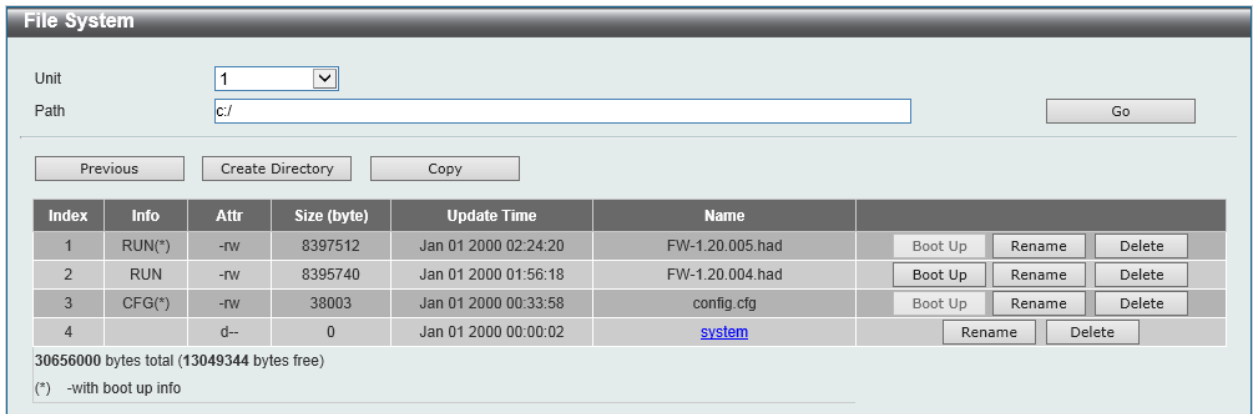 File System
Unit 1
Path c:/ Go
Previous Create Directory Copy
Index Info Attr Size (byte) Update Time Name
1 RUN(*) -rw 8397512 Jan 01 2000 02:24:20 FW-1.20.005.had Boot Up Rename Delete
2 RUN -rw 8395740 Jan 01 2000 01:56:18 FW-1.20.004.had Boot Up Rename Delete
3 CFG(*) -rw 38003 Jan 01 2000 00:33:58 config.cfg Boot Up Rename Delete
4 d-- 0 Jan 01 2000 00:00:02 system Rename Delete
30656000 bytes total (13049344 bytes free)
(*) -with boot up info